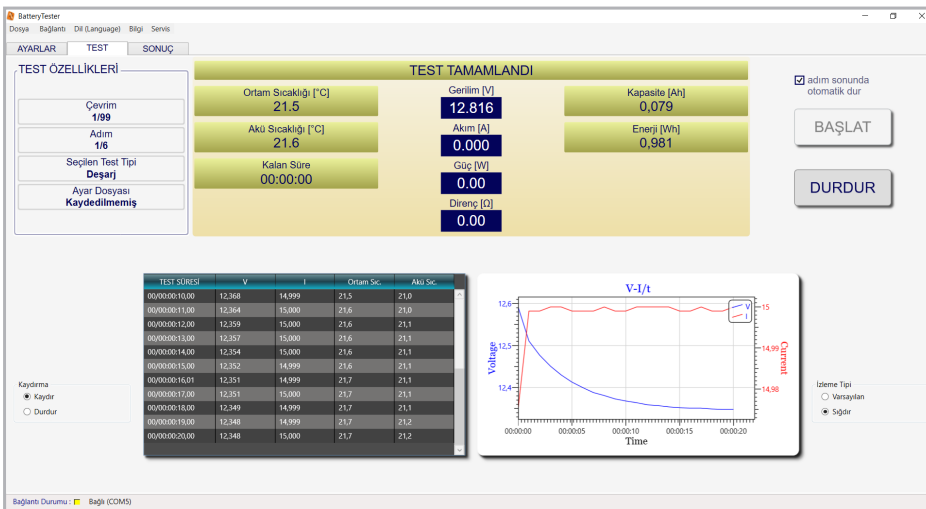 BatteryTester
Dosya Bağlantı Dil (Language) Bilgi Servis
AYARLAR TEST SONUÇ
TEST ÖZELLİKLERİ
Çevrim
1/99
Adım
1/6
Seçilen Test Tipi
Deşarj
Ayar Dosyası
Kaydedilmemiş
TEST TAMAMLANDI
Ortam Sıcaklığı [°C]
21.5
Akü Sıcaklığı [°C]
21.6
Kalan Süre
00:00:00
Gerilim [V]
12.816
Akım [A]
0.000
Güç [W]
0.00
Direnç [Ω]
0.00
Kapasite [Ah]
0,079
Enerji [Wh]
0,981
adım sonunda
otomatik dur
BAŞLAT
DURDUR
TEST SÜRESİ V I Ortam Sıc. Akü Sıc.
00/00:00:10,00 12,368 14,999 21,5 21,0
00/00:00:11,00 12,364 15,000 21,6 21,0
00/00:00:12,00 12,359 15,000 21,6 21,1
00/00:00:13,00 12,357 15,000 21,6 21,1
00/00:00:14,00 12,354 15,000 21,6 21,1
00/00:00:15,00 12,352 14,999 21,6 21,1
00/00:00:16,01 12,351 14,999 21,7 21,1
00/00:00:17,00 12,351 15,000 21,7 21,1
00/00:00:18,00 12,349 14,999 21,7 21,1
00/00:00:19,00 12,348 14,999 21,7 21,2
00/00:00:20,00 12,348 15,000 21,7 21,2
V-I/t
V
I
12,6
12,5
12,4
Voltage
15
14,99
14,98
Current
00:00:00 00:00:05 00:00:10 00:00:15 00:00:20
Time
Kaydırma
Kaydır
Durdur
İzleme Tipi
Varsayılan
Sığdır
Bağlantı Durumu : Bağlı (COM5)